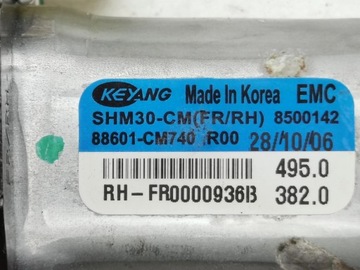 KEYANG Made In Korea EMC
SHM30-CM(FR/RH) 8500142
88601-CM740 R00 28/10/06
495.0
RH-FR0000936B 382.0